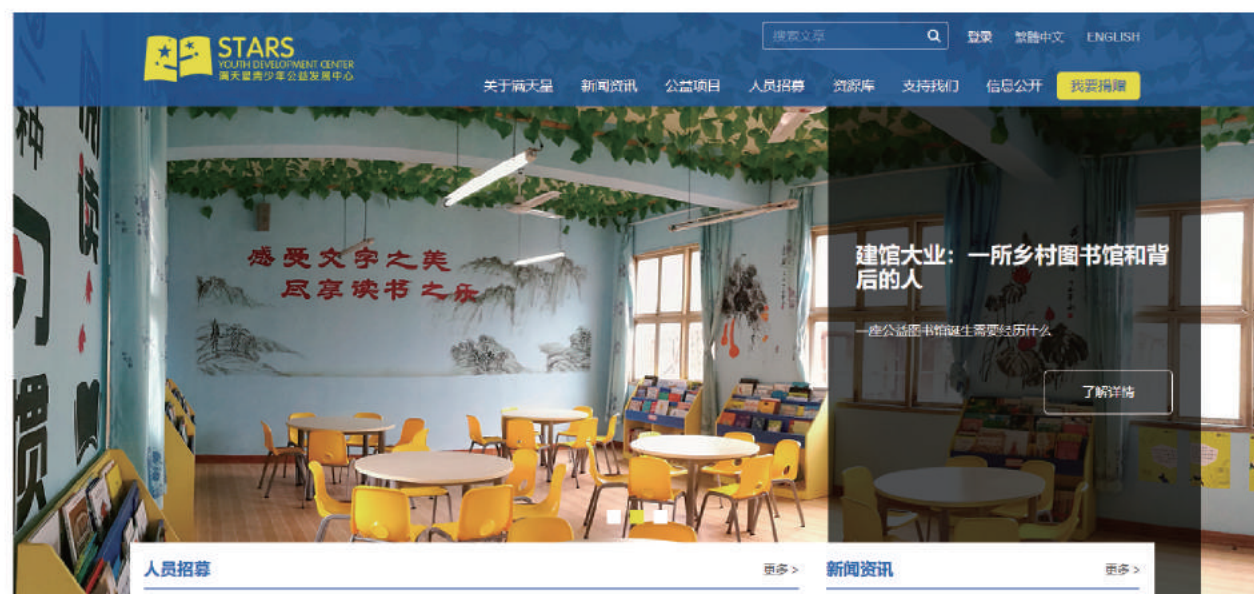 搜索文章
登录 繁體中文 ENGLISH
STARS
YOUTH DEVELOPMENT CENTER
满天星青少年公益发展中心
关于满天星 新闻资讯 公益项目 人员招募 资源库 支持我们 信息公开 我要捐赠
种
阅读
习
惯
感受文字之美
尽享读书之乐
建馆大业：一所乡村图书馆和背
后的人
一座公益图书馆诞生需要经历什么
了解详情
人员招募 更多 >
新闻资讯 更多 >